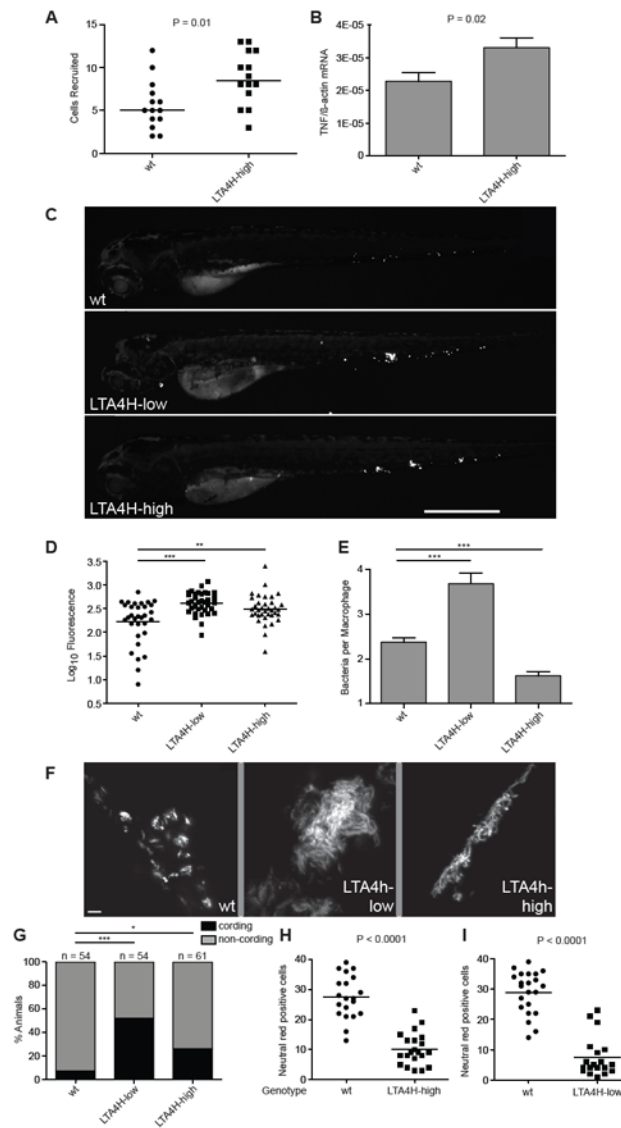 A
P = 0.01
Cells Recruited
15
10
5
0
wt
LTA4H-high
B
P = 0.02
TNF/ß-actin mRNA
4E-05
3E-05
2E-05
1E-05
0
wt
LTA4H-high
C
wt
LTA4H-low
LTA4H-high
D
**
***
Log10 Fluorescence
3.5
3.0
2.5
2.0
1.5
1.0
0.5
wt
LTA4H-low
LTA4H-high
E
***
***
Bacteria per Macrophage
4
3
2
1
wt
LTA4H-low
LTA4H-high
F
wt
LTA4h-
low
LTA4h-
high
G
*
***
cording
non-cording
n = 54
n = 54
n = 61
% Animals
100
80
60
40
20
0
wt
LTA4H-low
LTA4H-high
H
P < 0.0001
Neutral red positive cells
40
30
20
10
0
Genotype
wt
LTA4H-high
I
P < 0.0001
Neutral red positive cells
40
30
20
10
0
wt
LTA4H-low